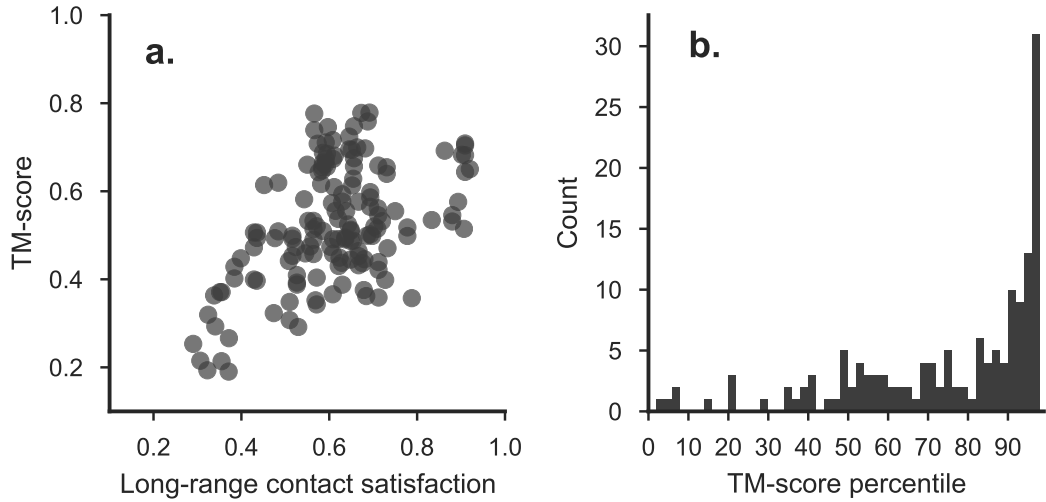 a.
1.0
0.8
0.6
0.4
0.2
TM-score
0.2 0.4 0.6 0.8 1.0
Long-range contact satisfaction
b.
30
25
20
15
10
5
0
Count
0 10 20 30 40 50 60 70 80 90
TM-score percentile